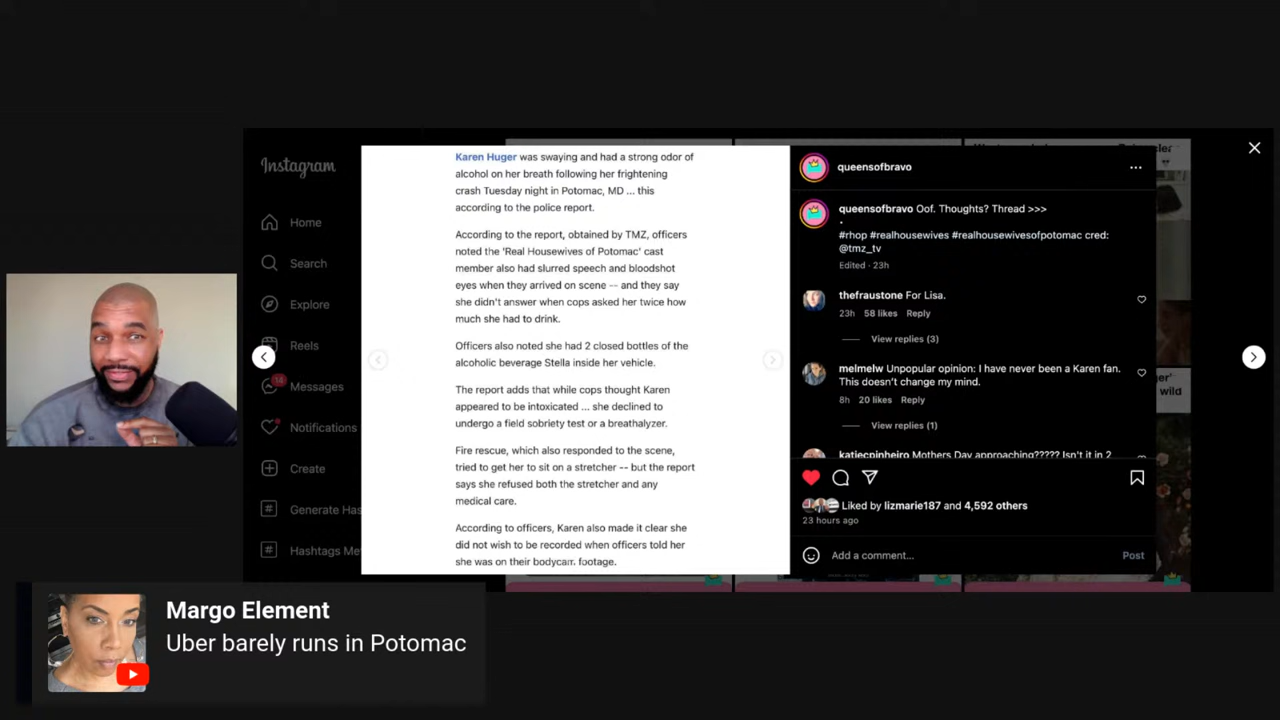 Instagram
Home
Search
Explore
Reels
14
Messages
Notifications
Create
Generate Has
Hashtags Me
Karen Huger was swaying and had a strong odor of
alcohol on her breath following her frightening
crash Tuesday night in Potomac, MD ... this
according to the police report.
According to the report, obtained by TMZ, officers
noted the 'Real Housewives of Potomac' cast
member also had slurred speech and bloodshot
eyes when they arrived on scene -- and they say
she didn't answer when cops asked her twice how
much she had to drink.
Officers also noted she had 2 closed bottles of the
alcoholic beverage Stella inside her vehicle.
The report adds that while cops thought Karen
appeared to be intoxicated ... she declined to
undergo a field sobriety test or a breathalyzer.
Fire rescue, which also responded to the scene,
tried to get her to sit on a stretcher -- but the report
says she refused both the stretcher and any
medical care.
According to officers, Karen also made it clear she
did not wish to be recorded when officers told her
she was on their bodycam footage.
queensofbravo
queensofbravo Oof. Thoughts? Thread >>>
.
#rhop #realhousewives #realhousewivesofpotomac cred:
@tmz_tv
Edited · 23h
thefraustone For Lisa.
23h 58 likes Reply
View replies (3)
melmelw Unpopular opinion: I have never been a Karen fan.
This doesn't change my mind.
8h 20 likes Reply
View replies (1)
katiecpinheiro Mothers Day approaching????? Isn't it in 2
Liked by lizmarie187 and 4,592 others
23 hours ago
Add a comment...
Post
wild
Margo Element
Uber barely runs in Potomac